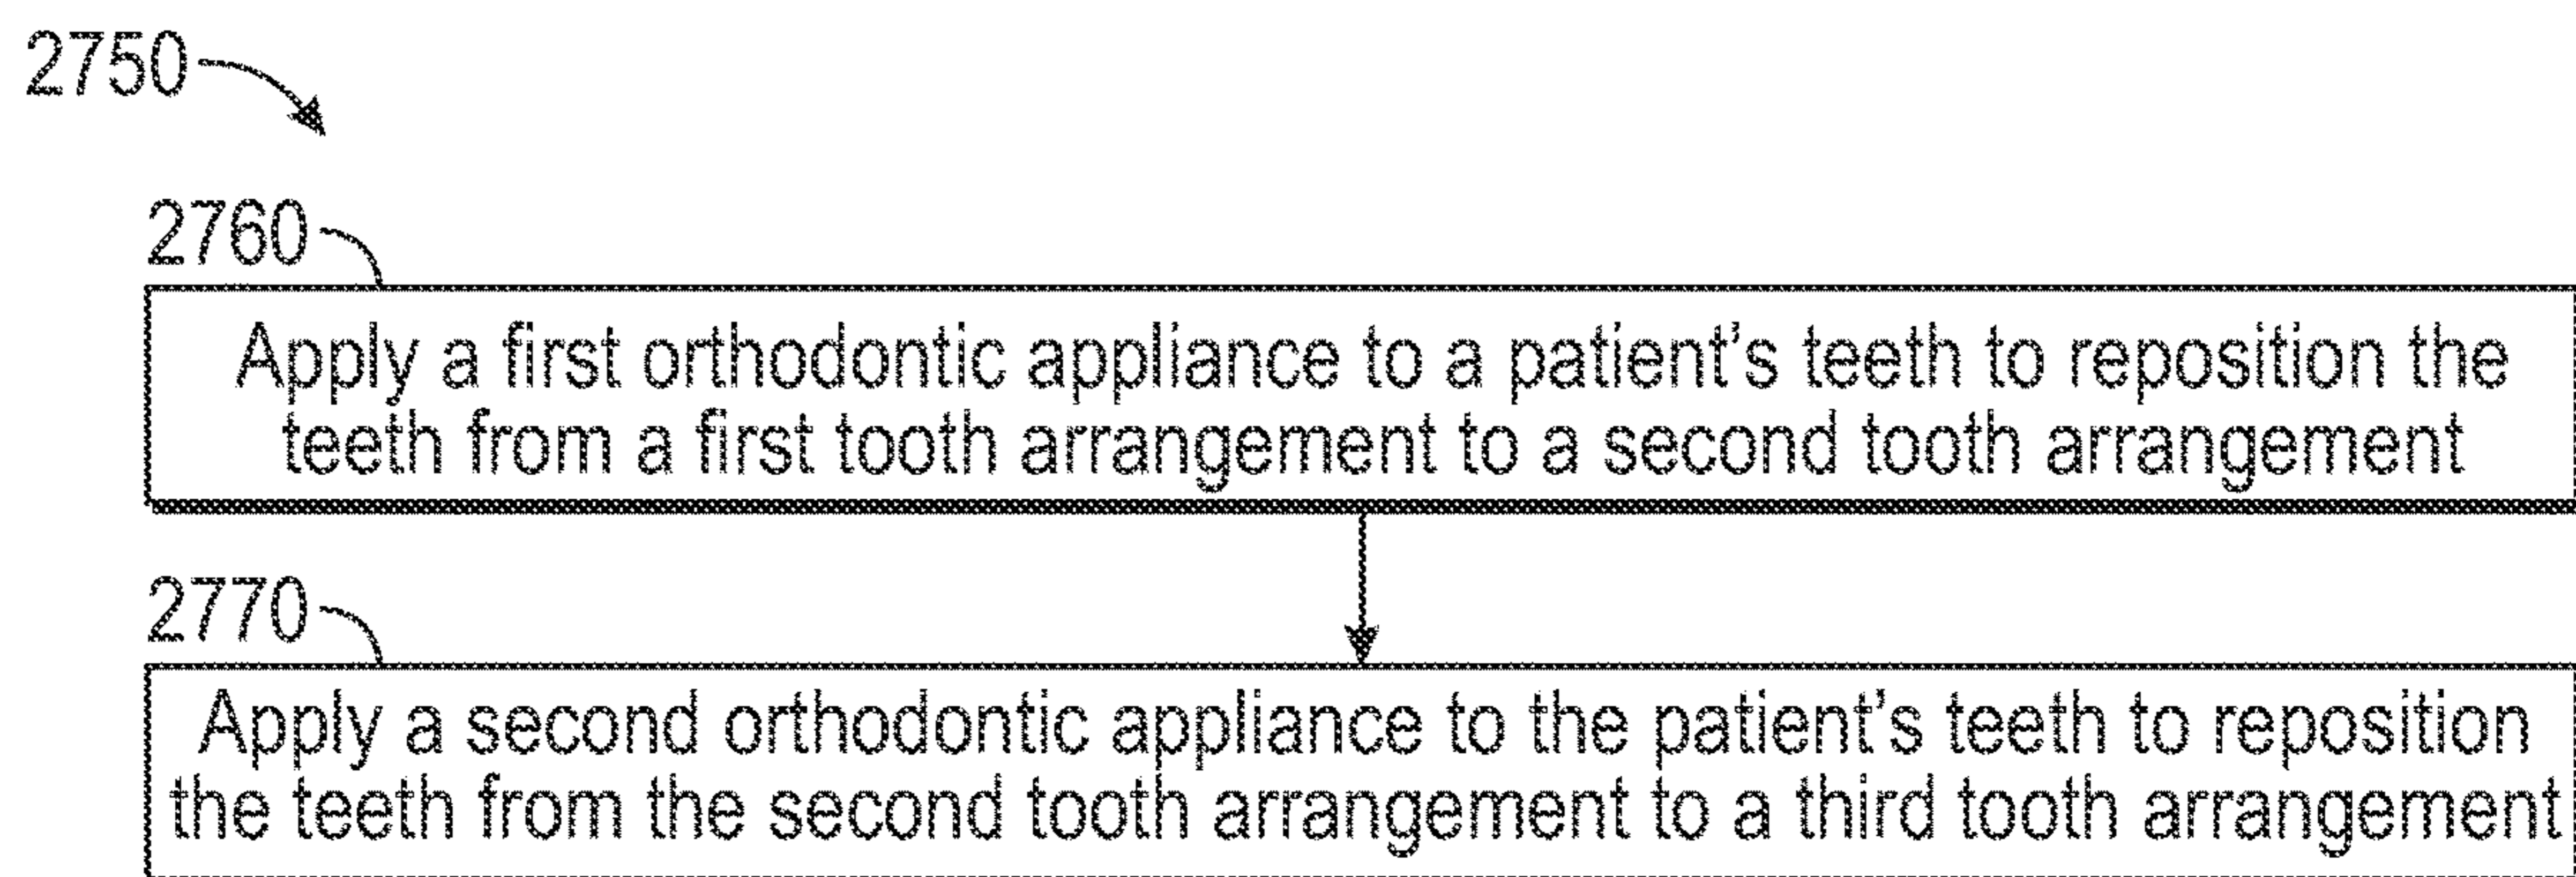 2750
2760
Apply a first orthodontic appliance to a patient's teeth to reposition the
teeth from a first tooth arrangement to a second tooth arrangement
2770
Apply a second orthodontic appliance to the patient's teeth to reposition
the teeth from the second tooth arrangement to a third tooth arrangement